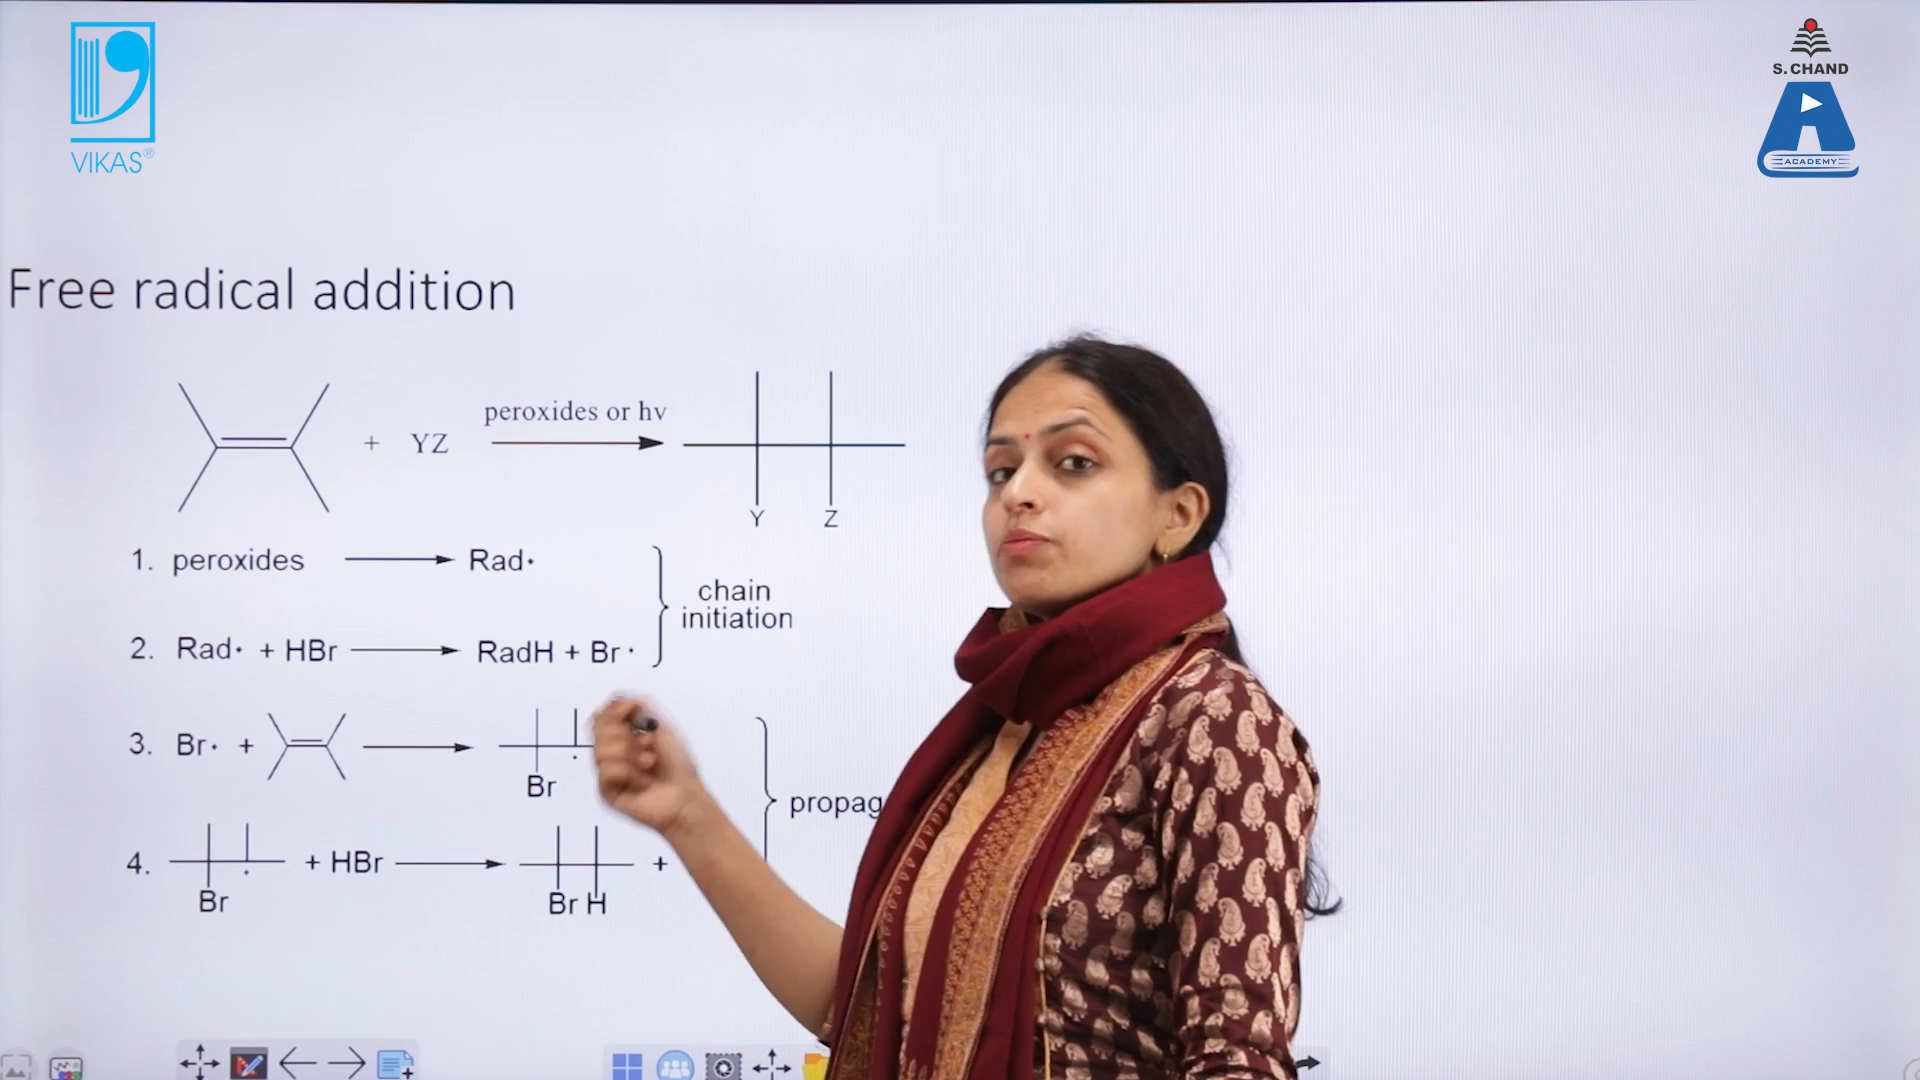 VIKAS®
S. CHAND
ACADEMY
Free radical addition
+ YZ
peroxides or hv
Y Z
1. peroxides Rad·
chain
initiation
2. Rad· + HBr RadH + Br·
3. Br· +
Br
4. + HBr +
Br
Br H